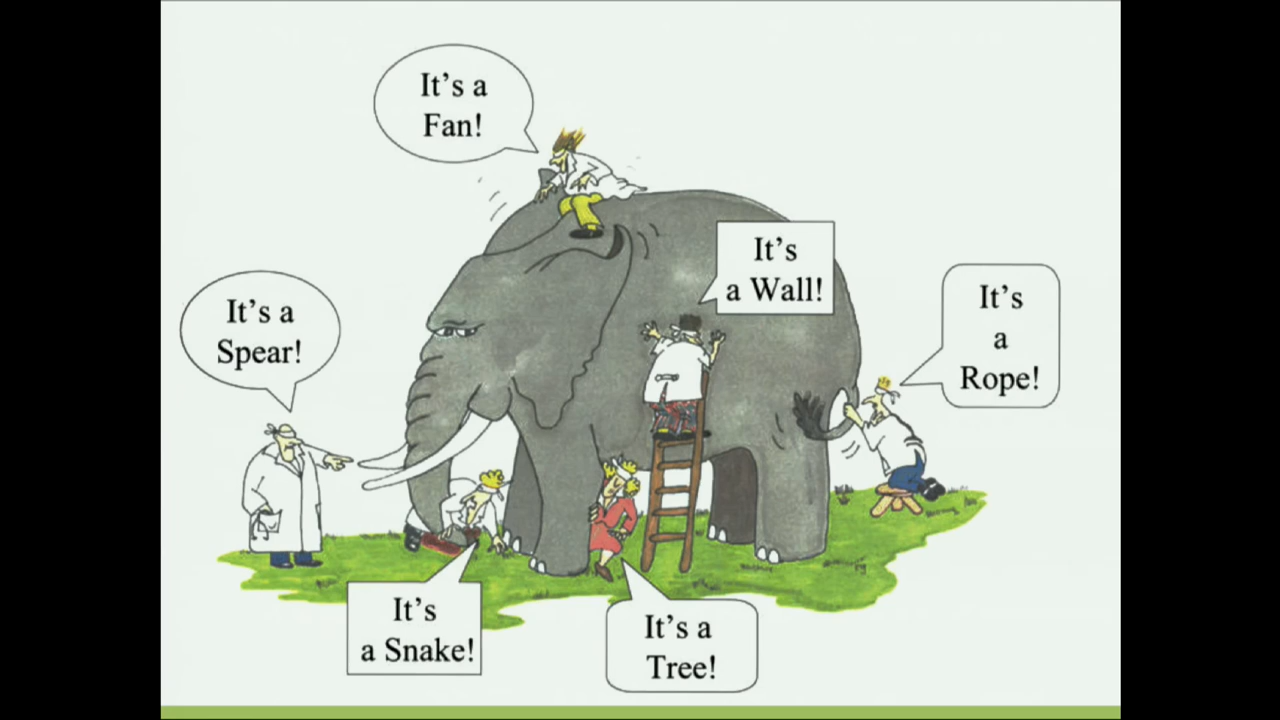 It's a
Fan!
It's
a Wall!
It's a
Spear!
It's
a
Rope!
It's
a Snake!
It's a
Tree!